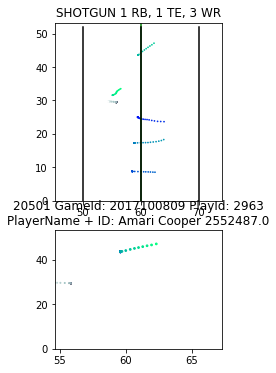 SHOTGUN 1 RB, 1 TE, 3 WR
50
40
30
20
10
0
50 60 70
20501 GameId: 2017100809 PlayId: 2963
PlayerName + ID: Amari Cooper 2552487.0
40
20
0
55 60 65